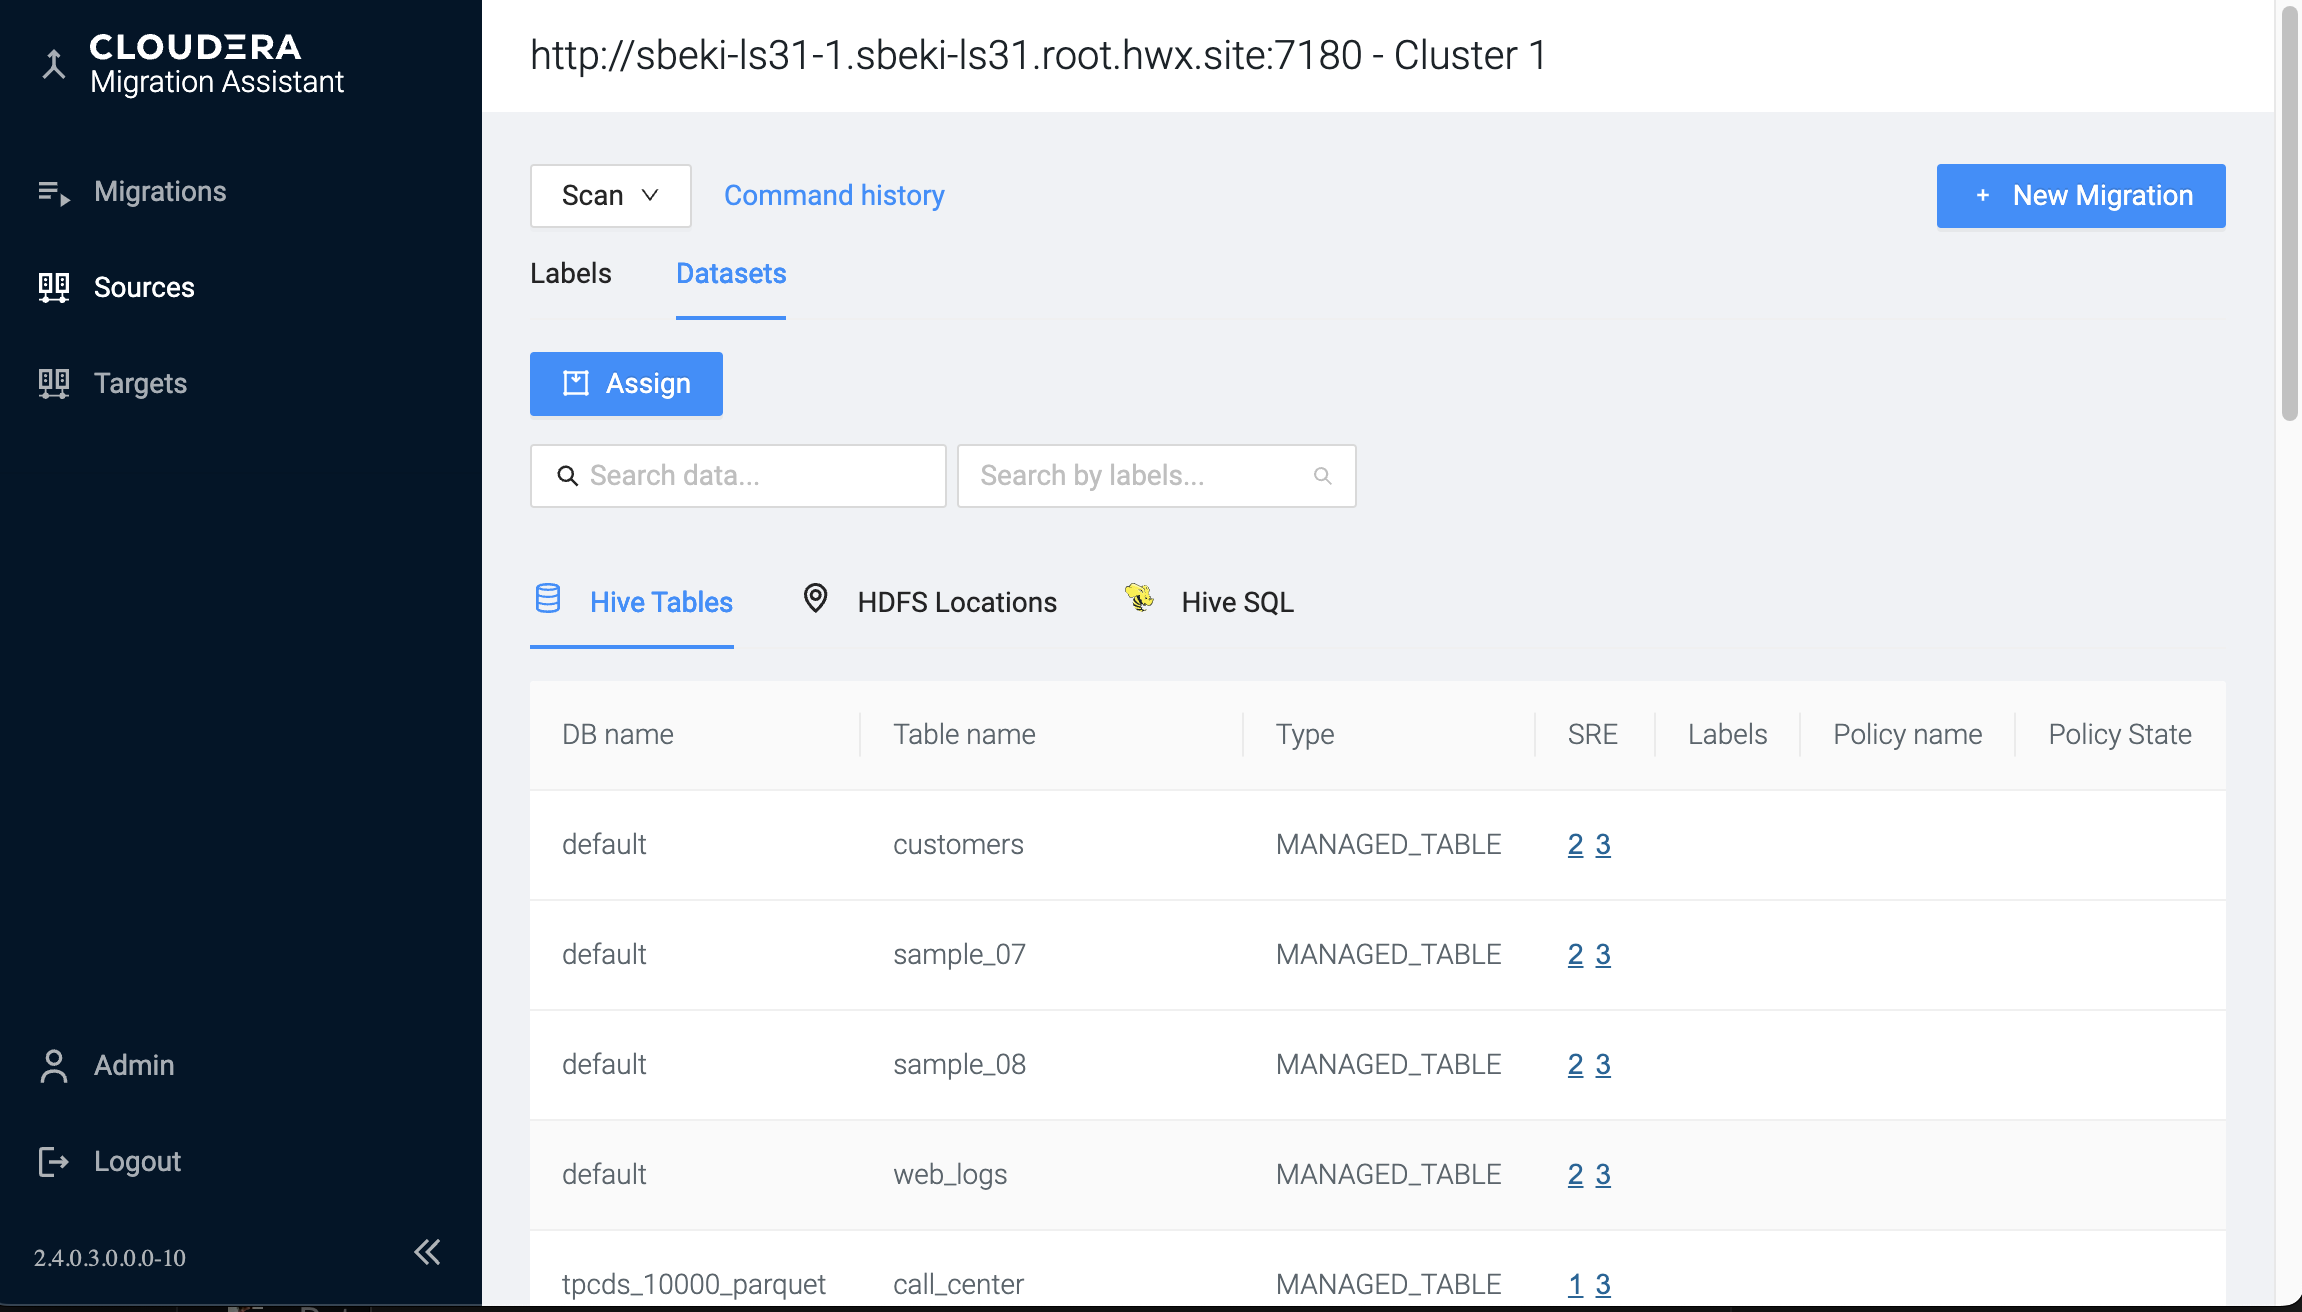 CLOUDERA
Migration Assistant
Migrations
Sources
Targets
Admin
Logout
2.4.0.3.0.0.0-10
http://sbeki-ls31-1.sbeki-ls31.root.hwx.site:7180 - Cluster 1
Scan
Command history
+ New Migration
Labels Datasets
Assign
Search data...
Search by labels...
Hive Tables HDFS Locations Hive SQL
DB name Table name Type SRE Labels Policy name Policy State
default customers MANAGED_TABLE 2 3
default sample_07 MANAGED_TABLE 2 3
default sample_08 MANAGED_TABLE 2 3
default web_logs MANAGED_TABLE 2 3
tpcds_10000_parquet call_center MANAGED_TABLE 1 3